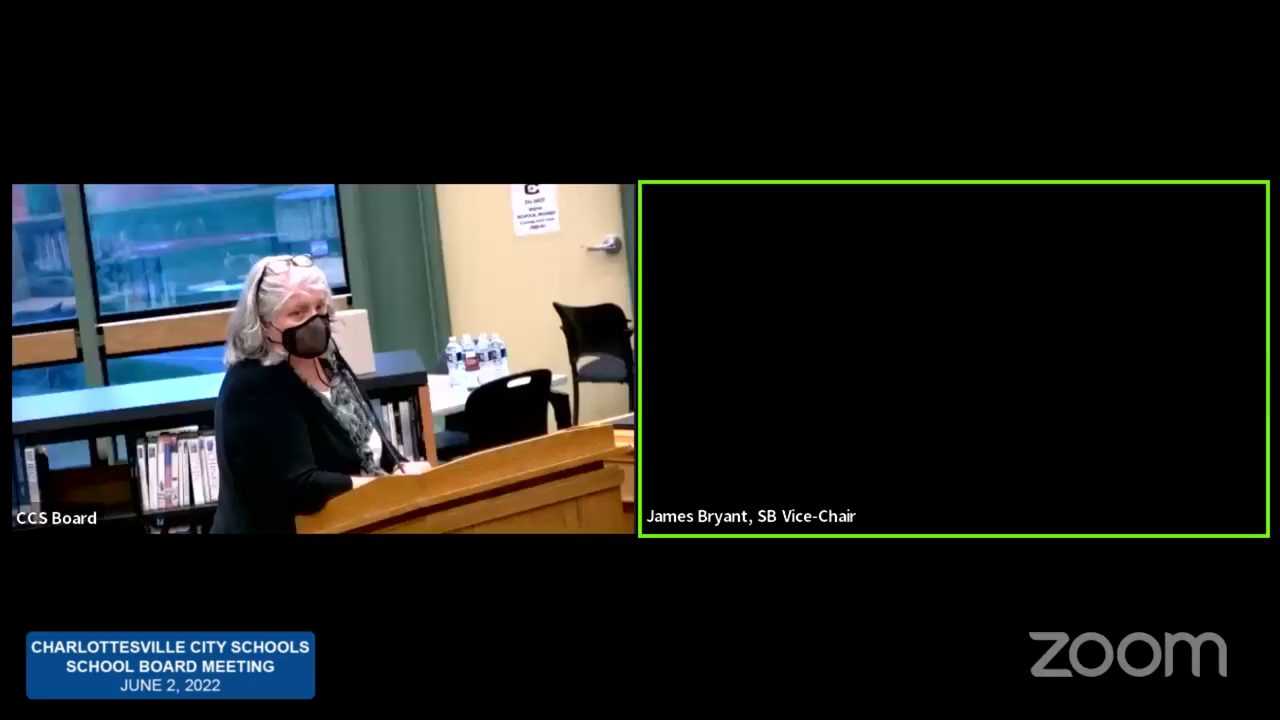 CCS Board
James Bryant, SB Vice-Chair
CHARLOTTESVILLE CITY SCHOOLS
SCHOOL BOARD MEETING
JUNE 2, 2022
zoom